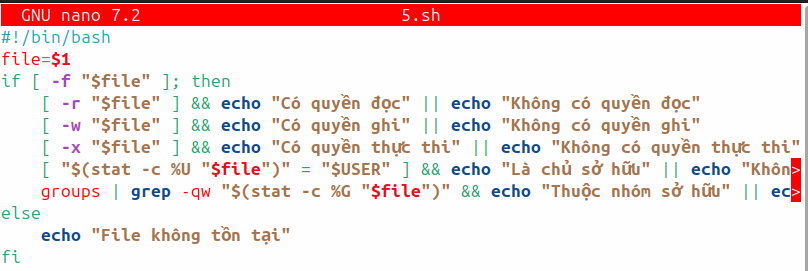 GNU nano 7.2 5.sh
#!/bin/bash
file=$1
if [ -f "$file" ]; then
    [ -r "$file" ] && echo "Có quyền đọc" || echo "Không có quyền đọc"
    [ -w "$file" ] && echo "Có quyền ghi" || echo "Không có quyền ghi"
    [ -x "$file" ] && echo "Có quyền thực thi" || echo "Không có quyền thực thi"
    [ "$(stat -c %U "$file")" = "$USER" ] && echo "Là chủ sở hữu" || echo "Khôn>
    groups | grep -qw "$(stat -c %G "$file")" && echo "Thuộc nhóm sở hữu" || ec>
else
    echo "File không tồn tại"
fi